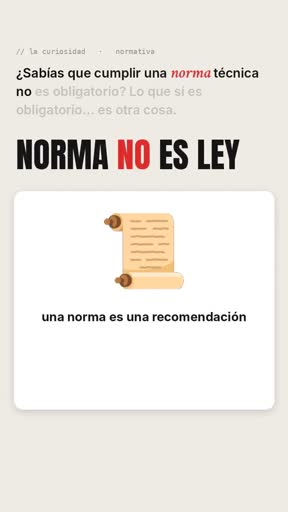 // la curiosidad · normativa
¿Sabías que cumplir una norma técnica
no es obligatorio? Lo que sí es
obligatorio... es otra cosa.
NORMA NO ES LEY
una norma es una recomendación